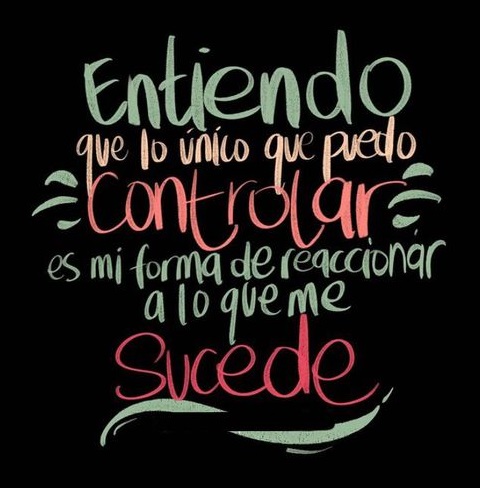 Entiendo
que lo único que puedo
Controlar
es mi forma de reaccionar
a lo que me
Sucede